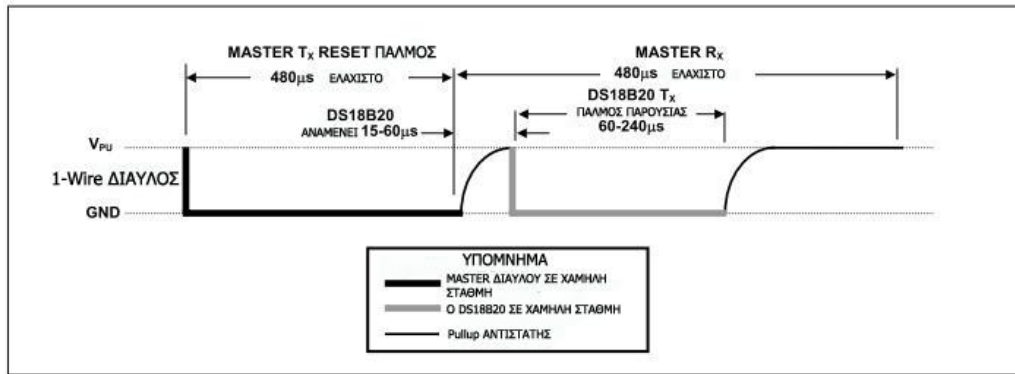 MASTER TX RESET ΠΑΛΜΟΣ
480μs ΕΛΑΧΙΣΤΟ
MASTER RX
480μs ΕΛΑΧΙΣΤΟ
DS18B20
ΑΝΑΜΕΝΕΙ 15-60μs
DS18B20 TX
ΠΑΛΜΟΣ ΠΑΡΟΥΣΙΑΣ
60-240μs
VPU
1-Wire ΔΙΑΥΛΟΣ
GND
ΥΠΟΜΝΗΜΑ
MASTER ΔΙΑΥΛΟΥ ΣΕ ΧΑΜΗΛΗ
ΣΤΑΘΜΗ
Ο DS18B20 ΣΕ ΧΑΜΗΛΗ ΣΤΑΘΜΗ
Pullup ΑΝΤΙΣΤΑΤΗΣ